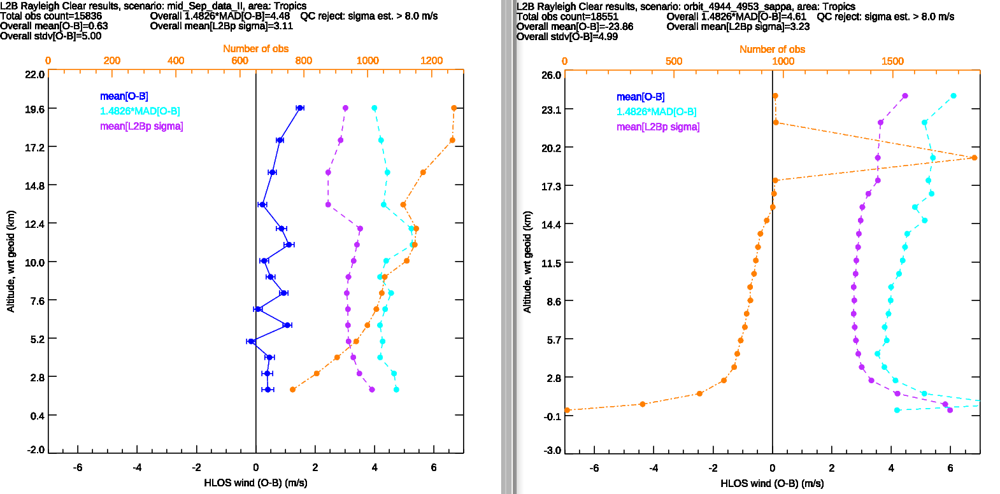 L2B Rayleigh Clear results, scenario: mid_Sep_data_II, area: Tropics
Total obs count=15836 Overall 1.4826*MAD[O-B]=4.48 QC reject: sigma est. > 8.0 m/s
Overall mean[O-B]=0.63 Overall mean[L2Bp sigma]=3.11
Overall stdv[O-B]=5.00
Number of obs
0 200 400 600 800 1000 1200
22.0
19.6
17.2
14.8
12.4
10.0
7.6
5.2
2.8
0.4
-2.0
Altitude, wrt geoid (km)
mean[O-B]
1.4826*MAD[O-B]
mean[L2Bp sigma]
-6 -4 -2 0 2 4 6
HLOS wind (O-B) (m/s)
L2B Rayleigh Clear results, scenario: orbit_4944_4953_sappa, area: Tropics
Total obs count=18551 Overall 1.4826*MAD[O-B]=4.61 QC reject: sigma est. > 8.0 m/s
Overall mean[O-B]=-23.86 Overall mean[L2Bp sigma]=3.23
Overall stdv[O-B]=4.99
Number of obs
0 500 1000 1500
26.0
23.1
20.2
17.3
14.4
11.5
8.6
5.7
2.8
-0.1
-3.0
Altitude, wrt geoid (km)
mean[O-B]
1.4826*MAD[O-B]
mean[L2Bp sigma]
-6 -4 -2 0 2 4 6
HLOS wind (O-B) (m/s)